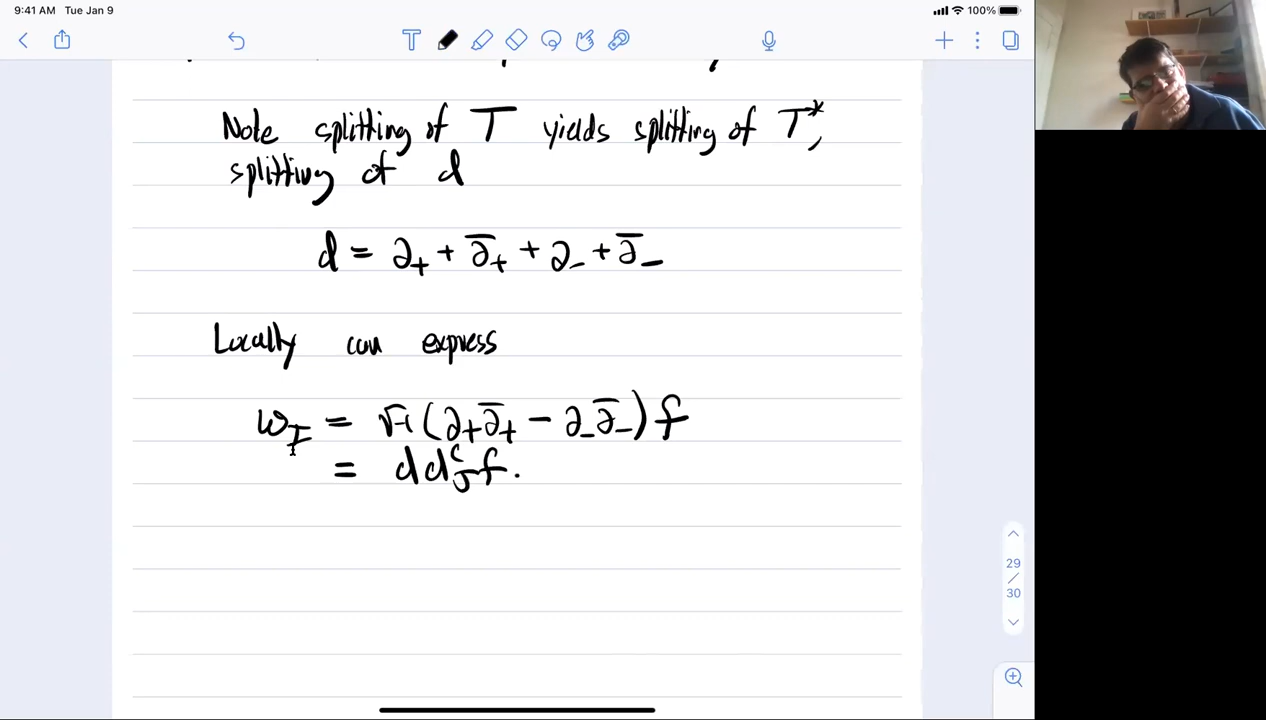 9:41 AM Tue Jan 9
100%
Note splitting of T yields splitting of T*,
splitting of d
d = ∂₊ + ∂̄₊ + ∂₋ + ∂̄₋
Locally can express
ω_I = √-1 (∂₊∂̄₊ − ∂₋∂̄₋) f
= d d^c_J f.
29
/
30